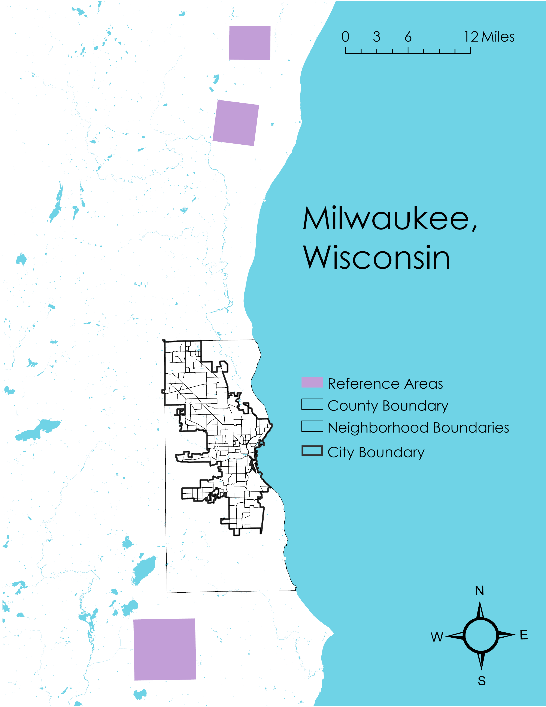 0 3 6 12 Miles
Milwaukee,
Wisconsin
Reference Areas
County Boundary
Neighborhood Boundaries
City Boundary
N
W E
S